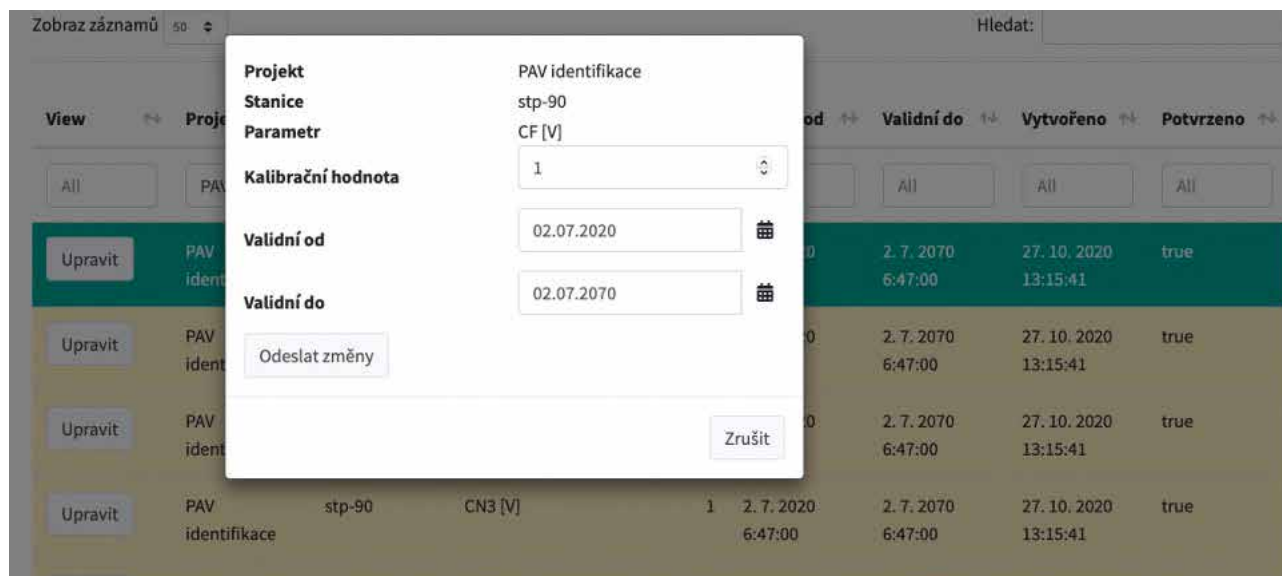 Zobraz záznamů 50 Hledat:
Projekt PAV identifikace
Stanice stp-90
Parametr CF [V]
Kalibrační hodnota 1
Validní od 02.07.2020
Validní do 02.07.2070
Odeslat změny
Zrušit
View Proje od Validní do Vytvořeno Potvrzeno
All PAV All All All
Upravit PAV 0 2. 7. 2070 27. 10. 2020 true
ident 6:47:00 13:15:41
Upravit PAV 0 2. 7. 2070 27. 10. 2020 true
ident 6:47:00 13:15:41
Upravit PAV 0 2. 7. 2070 27. 10. 2020 true
ident 6:47:00 13:15:41
Upravit PAV stp-90 CN3 [V] 1 2. 7. 2020 2. 7. 2070 27. 10. 2020 true
identifikace 6:47:00 6:47:00 13:15:41